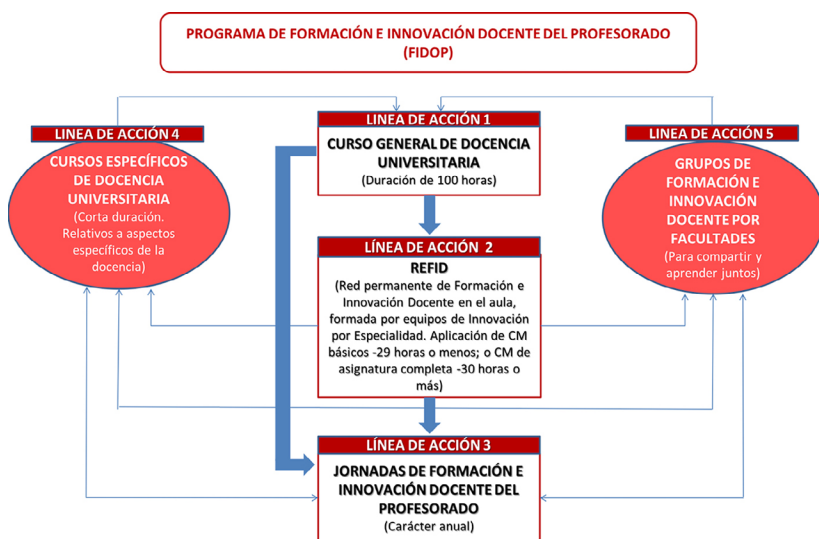 PROGRAMA DE FORMACIÓN E INNOVACIÓN DOCENTE DEL PROFESORADO
(FIDOP)
LINEA DE ACCIÓN 4
CURSOS ESPECÍFICOS
DE DOCENCIA
UNIVERSITARIA
(Corta duración.
Relativos a aspectos
específicos de la
docencia)
LINEA DE ACCIÓN 1
CURSO GENERAL DE DOCENCIA
UNIVERSITARIA
(Duración de 100 horas)
LINEA DE ACCIÓN 5
GRUPOS DE
FORMACIÓN E
INNOVACIÓN
DOCENTE POR
FACULTADES
(Para compartir y
aprender juntos)
LÍNEA DE ACCIÓN 2
REFID
(Red permanente de Formación e
Innovación Docente en el aula,
formada por equipos de Innovación
por Especialidad. Aplicación de CM
básicos -29 horas o menos; o CM de
asignatura completa -30 horas o
más)
LÍNEA DE ACCIÓN 3
JORNADAS DE FORMACIÓN E
INNOVACIÓN DOCENTE DEL
PROFESORADO
(Carácter anual)